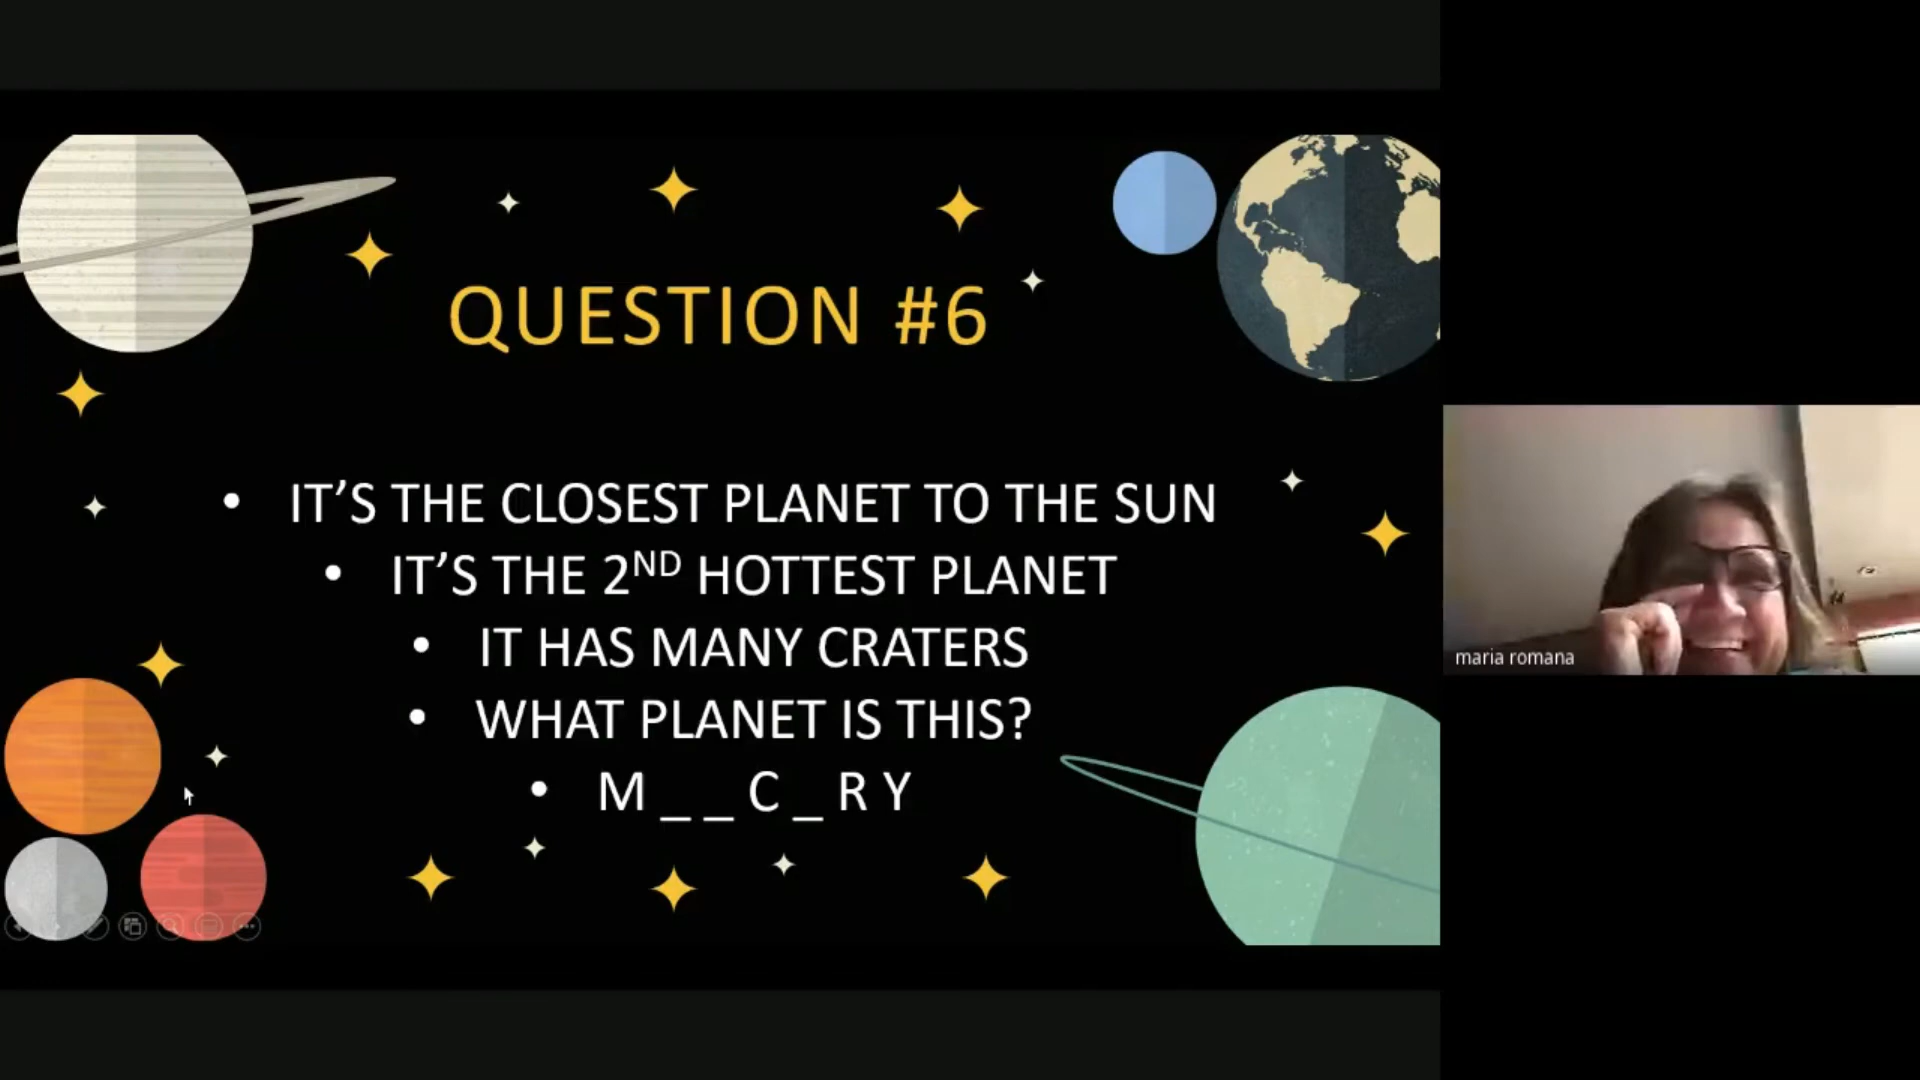 QUESTION #6
• IT'S THE CLOSEST PLANET TO THE SUN
• IT'S THE 2ND HOTTEST PLANET
• IT HAS MANY CRATERS
• WHAT PLANET IS THIS?
• M _ _ C _ R Y
maria romana